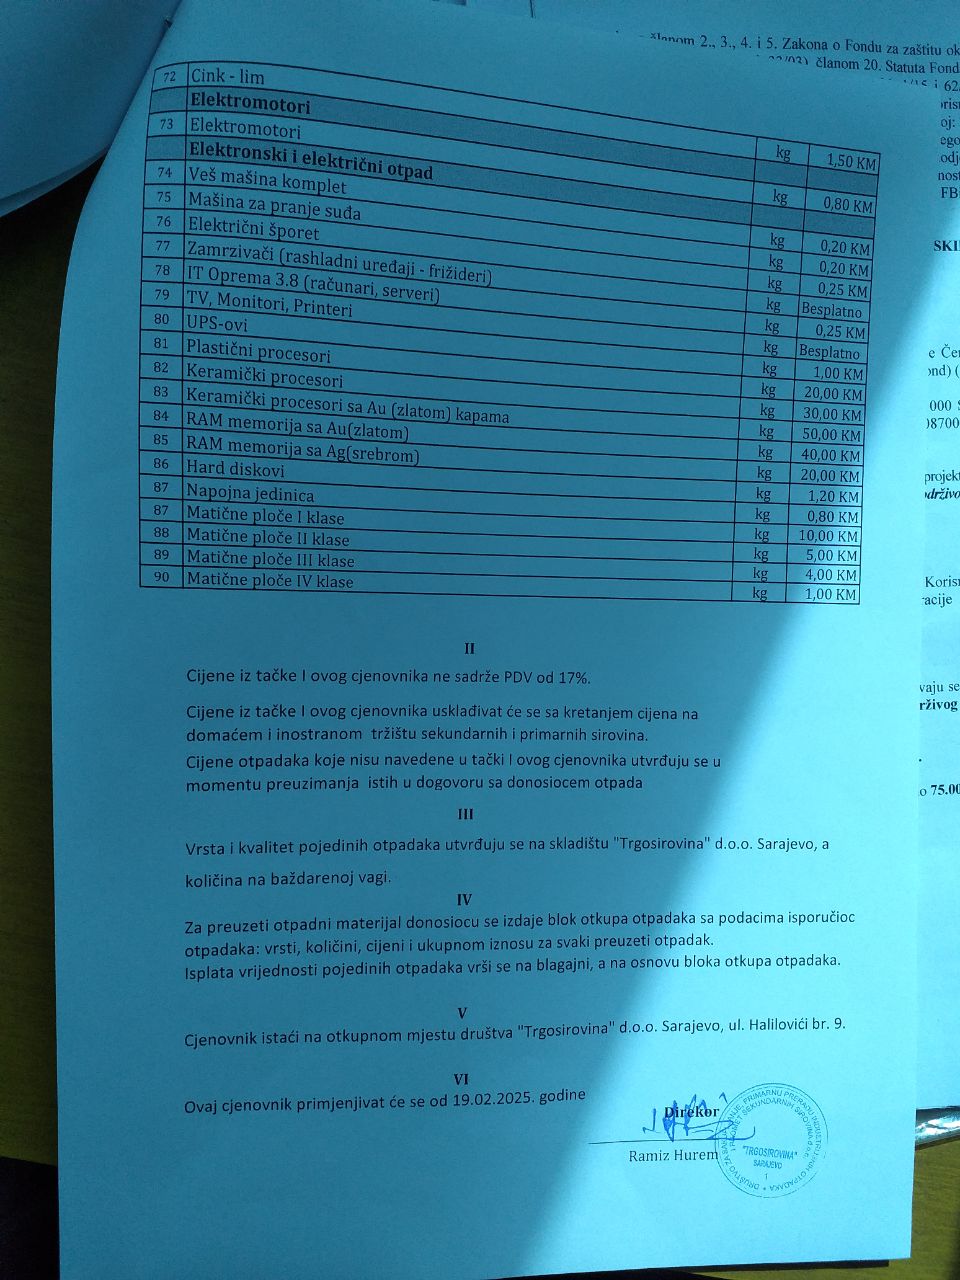 72 Cink - lim kg 1,50 KM
Elektromotori
73 Elektromotori kg 0,80 KM
Elektronski i električni otpad
74 Veš mašina komplet kg 0,20 KM
75 Mašina za pranje suđa kg 0,20 KM
76 Električni šporet kg 0,25 KM
77 Zamrzivači (rashladni uređaji - frižideri) kg Besplatno
78 IT Oprema 3.8 (računari, serveri) kg 0,25 KM
79 TV, Monitori, Printeri kg Besplatno
80 UPS-ovi kg 1,00 KM
81 Plastični procesori kg 20,00 KM
82 Keramički procesori kg 30,00 KM
83 Keramički procesori sa Au (zlatom) kapama kg 50,00 KM
84 RAM memorija sa Au(zlatom) kg 40,00 KM
85 RAM memorija sa Ag(srebrom) kg 20,00 KM
86 Hard diskovi kg 1,20 KM
87 Napojna jedinica kg 0,80 KM
87 Matične ploče I klase kg 10,00 KM
88 Matične ploče II klase kg 5,00 KM
89 Matične ploče III klase kg 4,00 KM
90 Matične ploče IV klase kg 1,00 KM
II
Cijene iz tačke I ovog cjenovnika ne sadrže PDV od 17%.
Cijene iz tačke I ovog cjenovnika usklađivat će se sa kretanjem cijena na
domaćem i inostranom tržištu sekundarnih i primarnih sirovina.
Cijene otpadaka koje nisu navedene u tački I ovog cjenovnika utvrđuju se u
momentu preuzimanja istih u dogovoru sa donosiocem otpada
III
Vrsta i kvalitet pojedinih otpadaka utvrđuju se na skladištu "Trgosirovina" d.o.o. Sarajevo, a
količina na baždarenoj vagi.
IV
Za preuzeti otpadni materijal donosiocu se izdaje blok otkupa otpadaka sa podacima isporučioc
otpadaka: vrsti, količini, cijeni i ukupnom iznosu za svaki preuzeti otpadak.
Isplata vrijednosti pojedinih otpadaka vrši se na blagajni, a na osnovu bloka otkupa otpadaka.
V
Cjenovnik istaći na otkupnom mjestu društva "Trgosirovina" d.o.o. Sarajevo, ul. Halilovići br. 9.
VI
Ovaj cjenovnik primjenjivat će se od 19.02.2025. godine
Direkor
Ramiz Hurem
"TRGOSIROVINA"
SARAJEVO
1
članom 2., 3., 4. i 5. Zakona o Fondu za zaštitu ok
članom 20. Statuta Fond
i 62
SKI
e Če
ond) (
000 S
08700
projekt
održivo
Koris
racije
vaju se
rživog
o 75.00